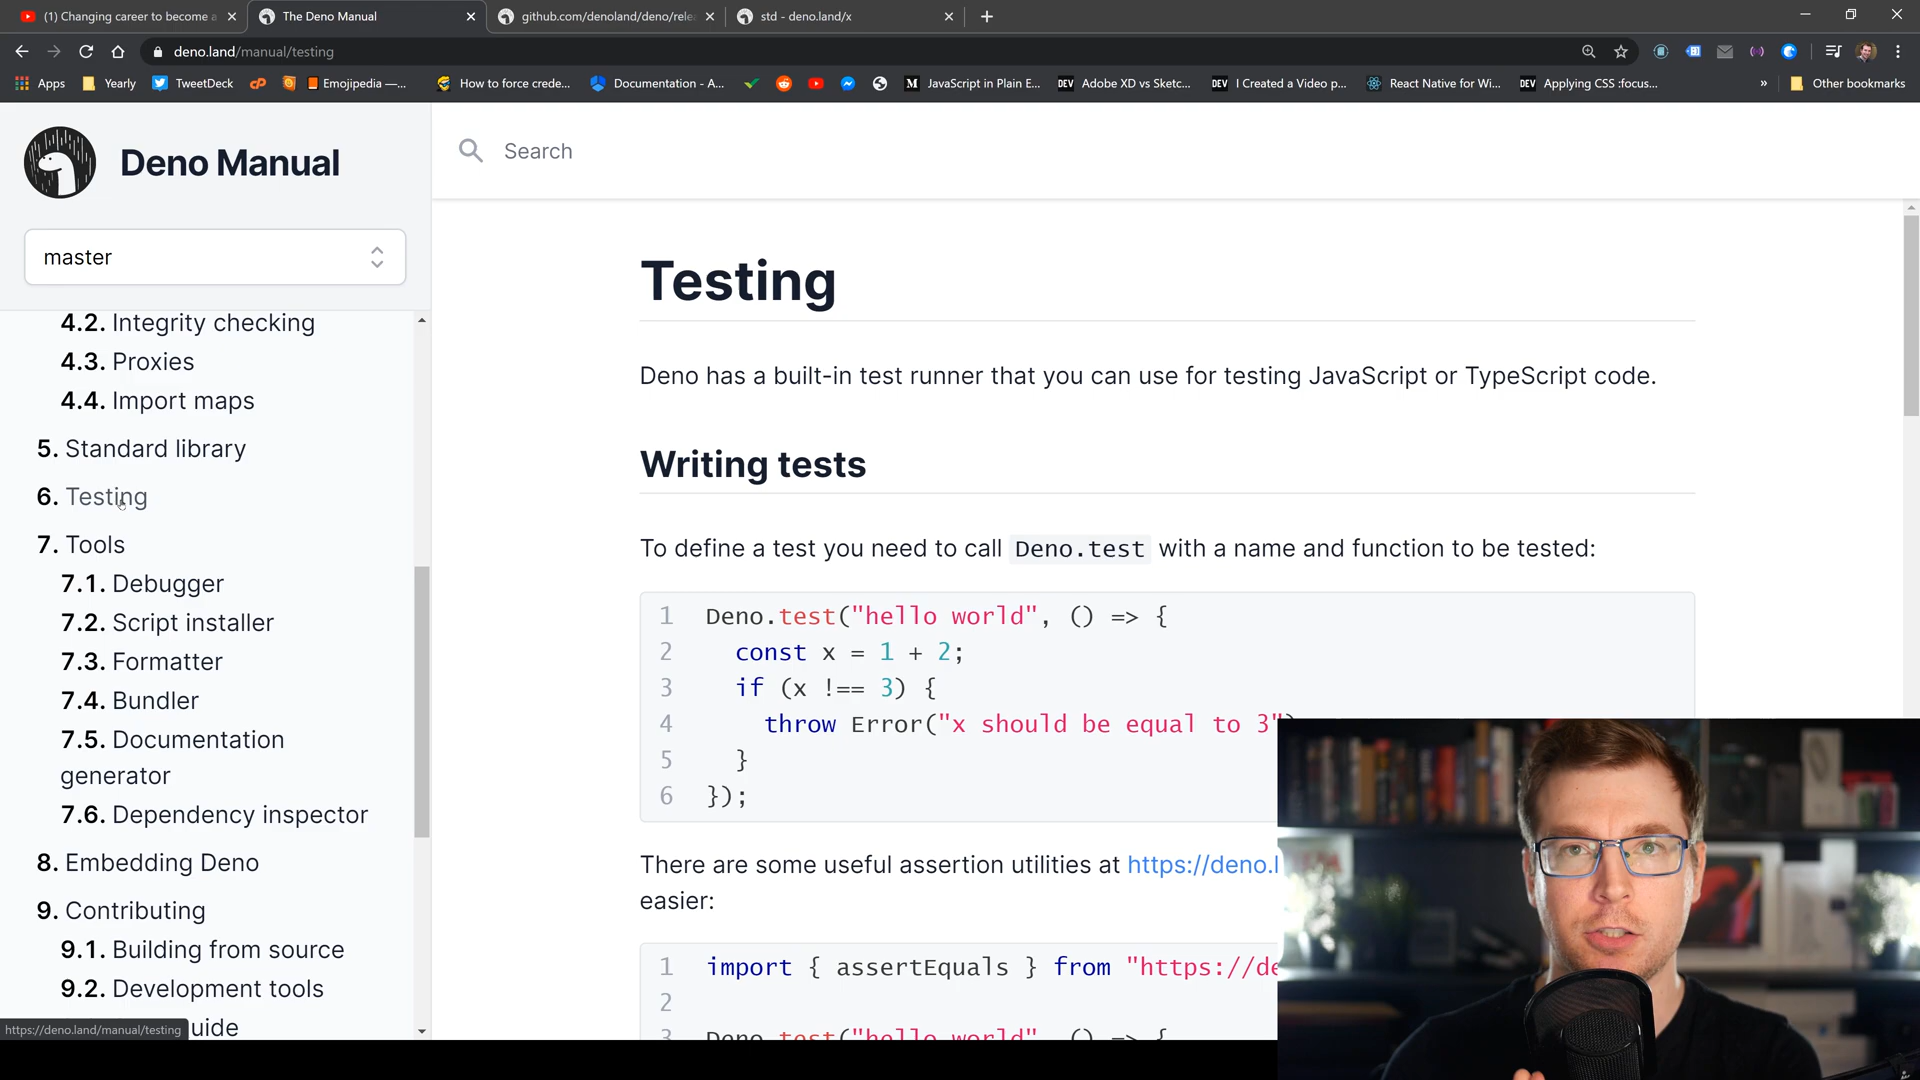 (1) Changing career to become a
The Deno Manual
github.com/denoland/deno/rele
std - deno.land/x
deno.land/manual/testing
Apps
Yearly
TweetDeck
Emojipedia —...
How to force crede...
Documentation - A...
JavaScript in Plain E...
DEV
Adobe XD vs Sketc...
DEV
I Created a Video p...
React Native for Wi...
DEV
Applying CSS :focus...
»
Other bookmarks
Deno Manual
Search
master
4.2. Integrity checking
4.3. Proxies
4.4. Import maps
5. Standard library
6. Testing
7. Tools
7.1. Debugger
7.2. Script installer
7.3. Formatter
7.4. Bundler
7.5. Documentation
generator
7.6. Dependency inspector
8. Embedding Deno
9. Contributing
9.1. Building from source
9.2. Development tools
uide
https://deno.land/manual/testing
Testing
Deno has a built-in test runner that you can use for testing JavaScript or TypeScript code.
Writing tests
To define a test you need to call Deno.test with a name and function to be tested:
1 Deno.test("hello world", () => {
2 const x = 1 + 2;
3 if (x !== 3) {
4 throw Error("x should be equal to 3")
5 }
6 });
There are some useful assertion utilities at https://deno.l
easier:
1 import { assertEquals } from "https://de
2
3 Deno.test("hello world", () => {